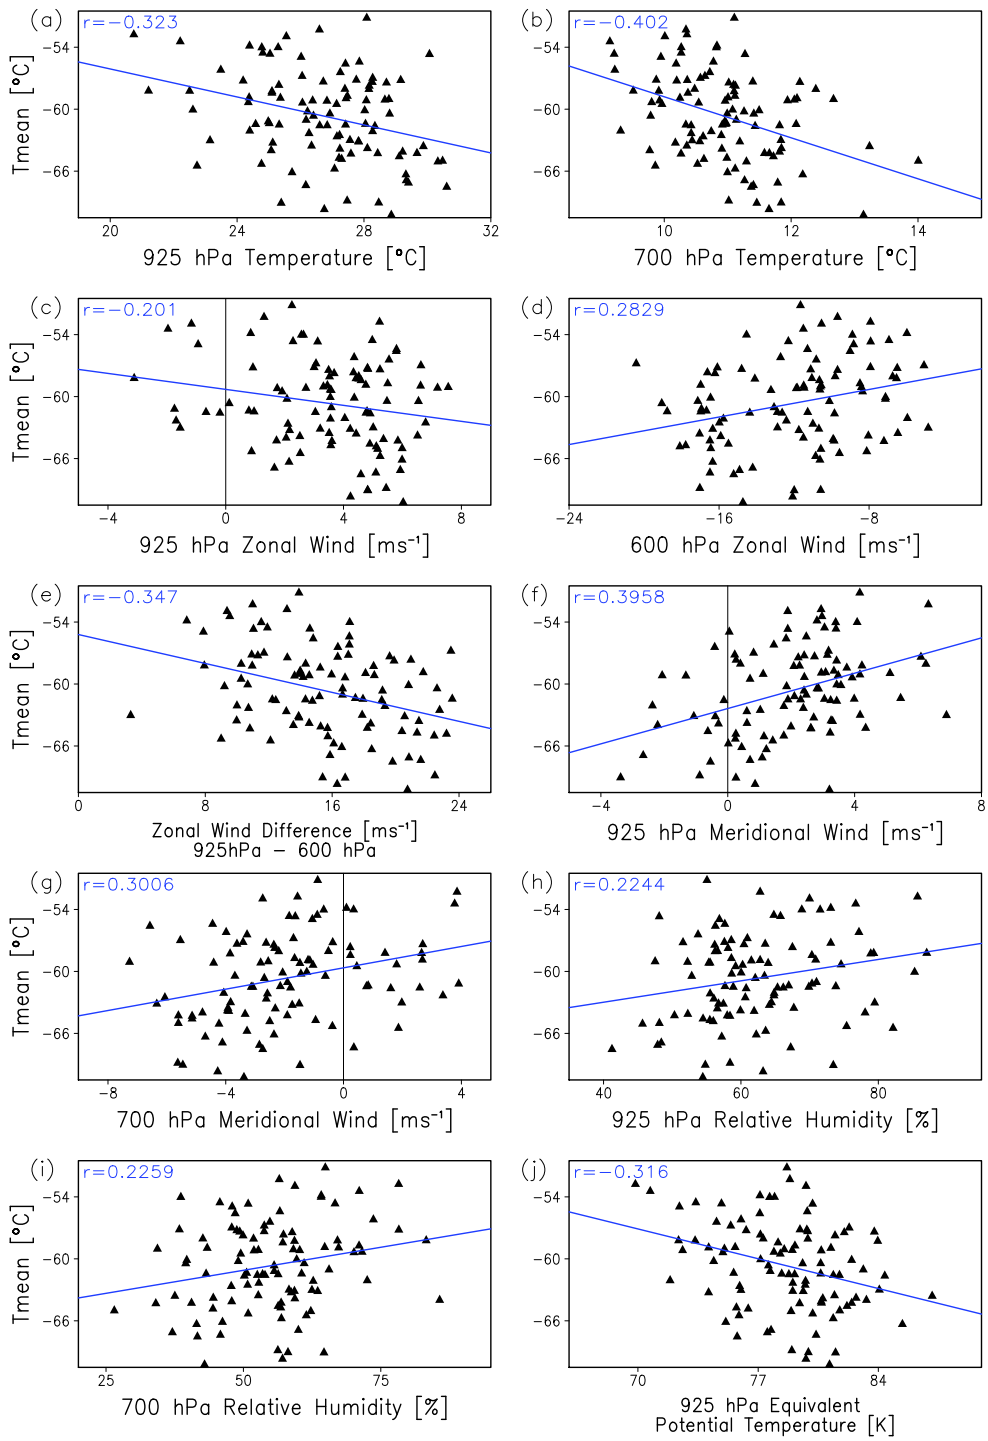 (a) r=−0.323
Tmean [°C]
−54
−60
−66
20 24 28 32
925 hPa Temperature [°C]
(b) r=−0.402
−54
−60
−66
10 12 14
700 hPa Temperature [°C]
(c) r=−0.201
Tmean [°C]
−54
−60
−66
−4 0 4 8
925 hPa Zonal Wind [ms⁻¹]
(d) r=0.2829
−54
−60
−66
−24 −16 −8
600 hPa Zonal Wind [ms⁻¹]
(e) r=−0.347
Tmean [°C]
−54
−60
−66
0 8 16 24
Zonal Wind Difference [ms⁻¹]
925hPa − 600 hPa
(f) r=0.3958
−54
−60
−66
−4 0 4 8
925 hPa Meridional Wind [ms⁻¹]
(g) r=0.3006
Tmean [°C]
−54
−60
−66
−8 −4 0 4
700 hPa Meridional Wind [ms⁻¹]
(h) r=0.2244
−54
−60
−66
40 60 80
925 hPa Relative Humidity [%]
(i) r=0.2259
Tmean [°C]
−54
−60
−66
25 50 75
700 hPa Relative Humidity [%]
(j) r=−0.316
−54
−60
−66
70 77 84
925 hPa Equivalent
Potential Temperature [K]